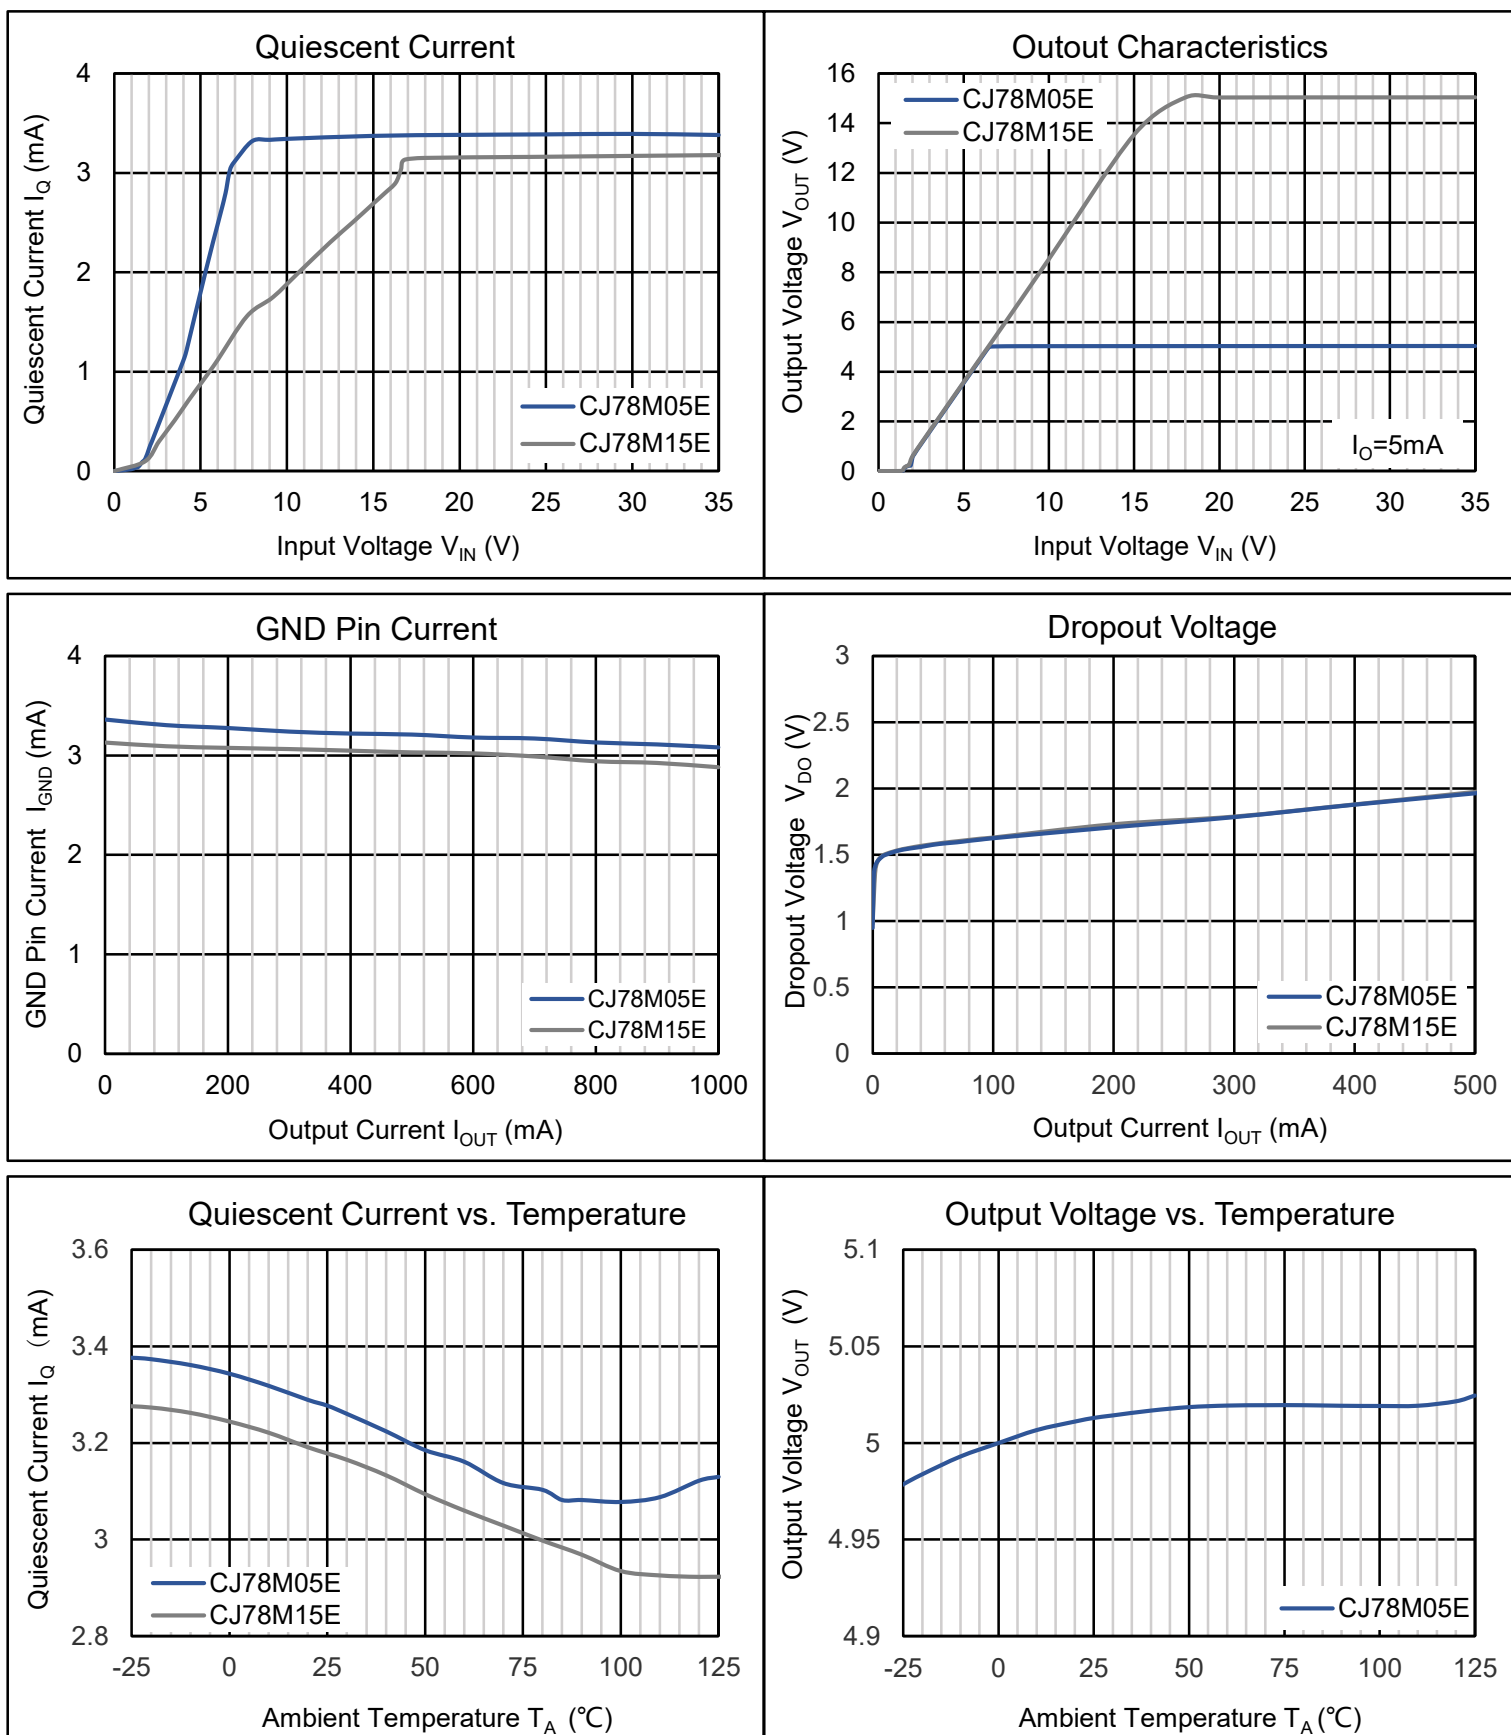 Quiescent Current
4
3
2
1
0
Quiescent Current IQ (mA)
CJ78M05E
CJ78M15E
0 5 10 15 20 25 30 35
Input Voltage VIN (V)
Outout Characteristics
16
14
12
10
8
6
4
2
0
Output Voltage VOUT (V)
CJ78M05E
CJ78M15E
IO=5mA
0 5 10 15 20 25 30 35
Input Voltage VIN (V)
GND Pin Current
4
3
2
1
0
GND Pin Current IGND (mA)
CJ78M05E
CJ78M15E
0 200 400 600 800 1000
Output Current IOUT (mA)
Dropout Voltage
3
2.5
2
1.5
1
0.5
0
Dropout Voltage VDO (V)
CJ78M05E
CJ78M15E
0 100 200 300 400 500
Output Current IOUT (mA)
Quiescent Current vs. Temperature
3.6
3.4
3.2
3
2.8
Quiescent Current IQ (mA)
CJ78M05E
CJ78M15E
-25 0 25 50 75 100 125
Ambient Temperature TA (℃)
Output Voltage vs. Temperature
5.1
5.05
5
4.95
4.9
Output Voltage VOUT (V)
CJ78M05E
-25 0 25 50 75 100 125
Ambient Temperature TA (℃)